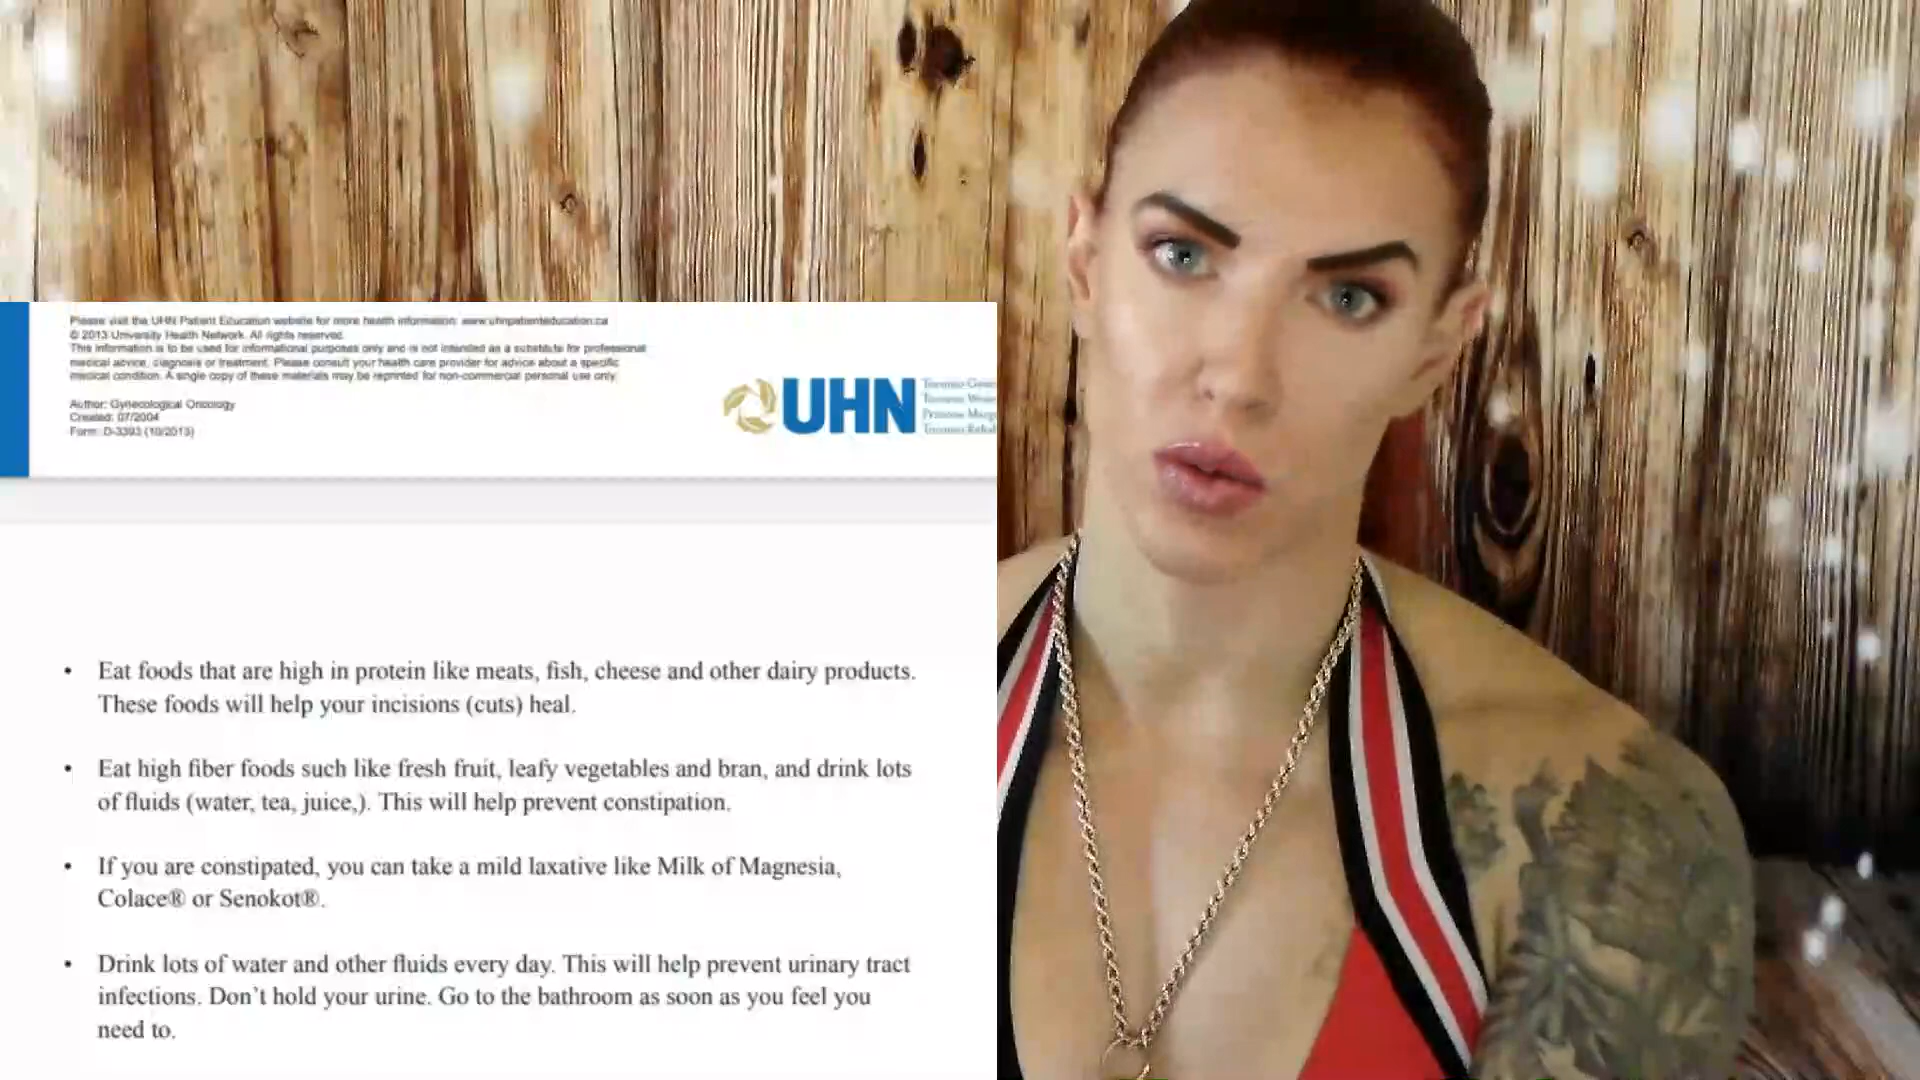 Please visit the UHN Patient Education website for more health information: www.uhnpatienteducation.ca
© 2013 University Health Network. All rights reserved.
This information is to be used for informational purposes only and is not intended as a substitute for professional
medical advice, diagnosis or treatment. Please consult your health care provider for advice about a specific
medical condition. A single copy of these materials may be reprinted for non-commercial personal use only.
Author: Gynecological Oncology
Created: 07/2004
Form: D-3393 (10/2013)
UHN
Toronto
Toronto
Toronto
• Eat foods that are high in protein like meats, fish, cheese and other dairy products.
These foods will help your incisions (cuts) heal.
• Eat high fiber foods such like fresh fruit, leafy vegetables and bran, and drink lots
of fluids (water, tea, juice,). This will help prevent constipation.
• If you are constipated, you can take a mild laxative like Milk of Magnesia,
Colace® or Senokot®.
• Drink lots of water and other fluids every day. This will help prevent urinary tract
infections. Don’t hold your urine. Go to the bathroom as soon as you feel you
need to.